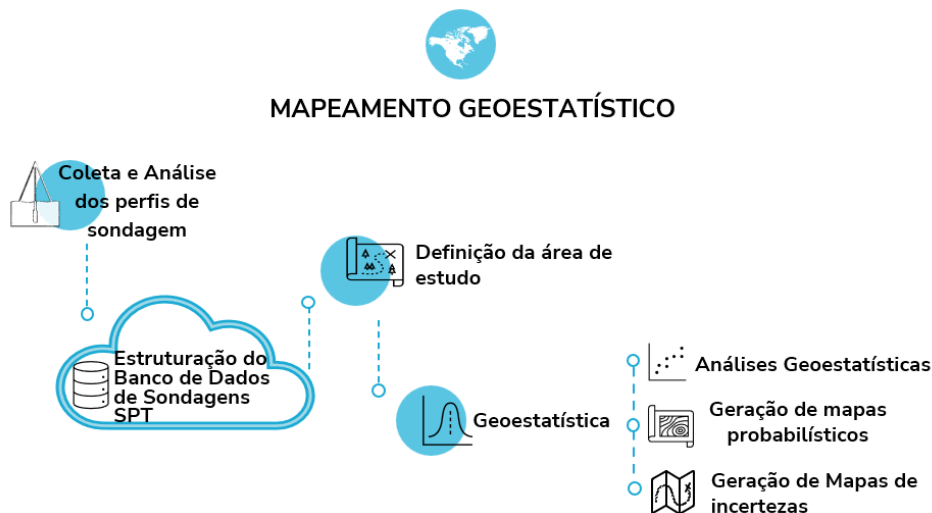 MAPEAMENTO GEOESTATÍSTICO
Coleta e Análise
dos perfis de
sondagem
Estruturação do
Banco de Dados
de Sondagens
SPT
Definição da área de
estudo
Geoestatística
Análises Geoestatísticas
Geração de mapas
probabilísticos
Geração de Mapas de
incertezas